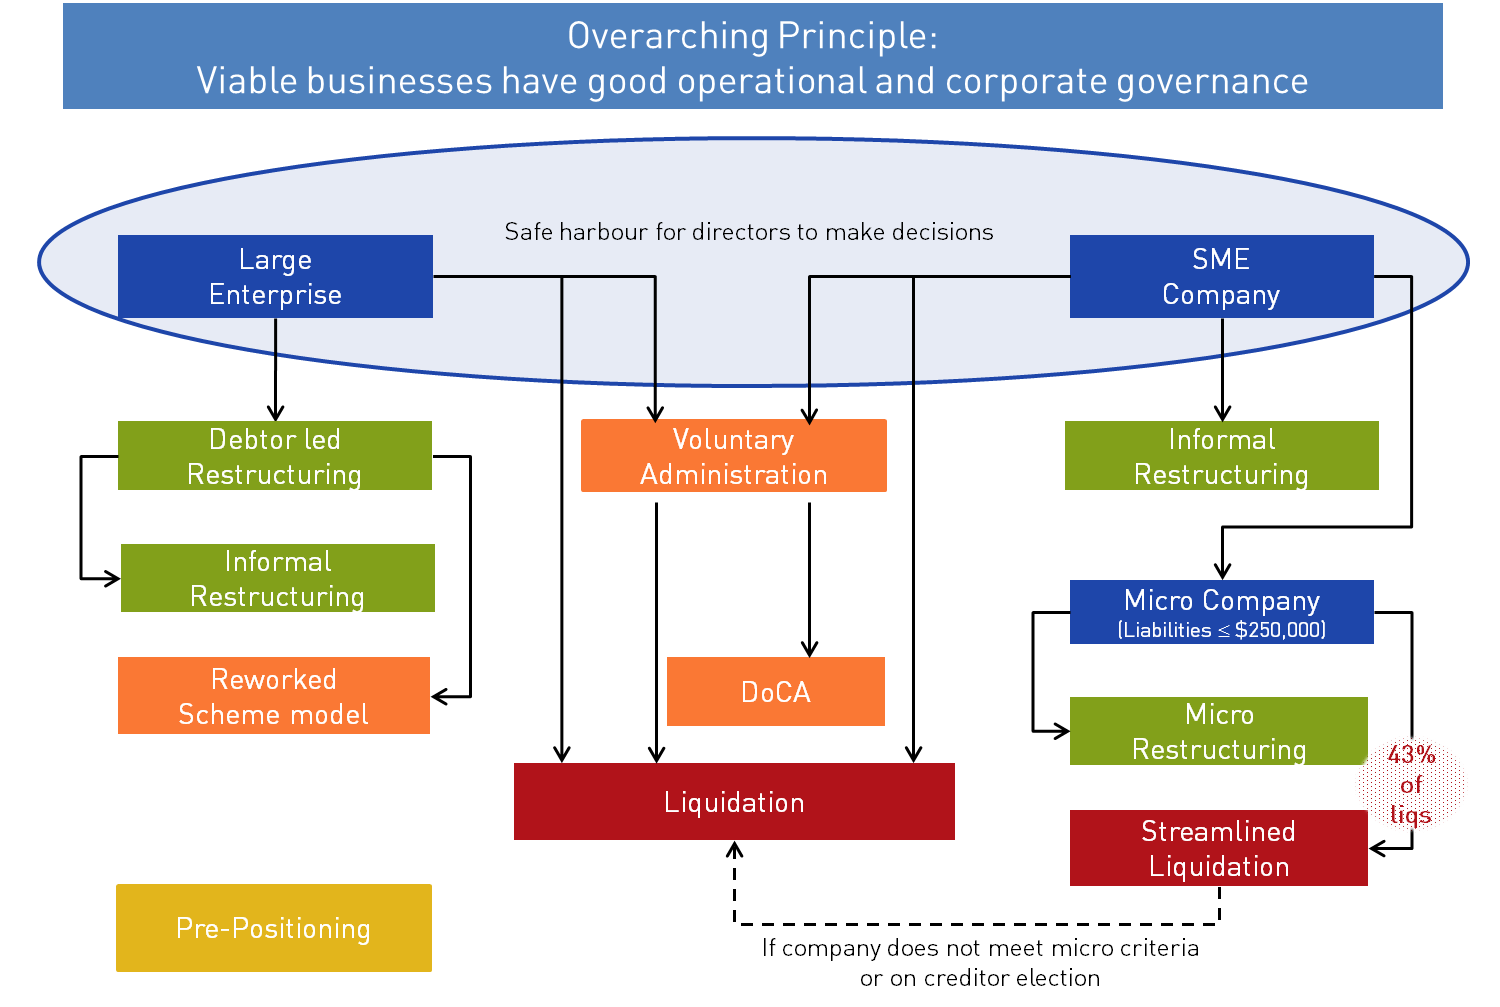 Overarching Principle:
Viable businesses have good operational and corporate governance
Safe harbour for directors to make decisions
Large
Enterprise
SME
Company
Debtor led
Restructuring
Voluntary
Administration
Informal
Restructuring
Informal
Restructuring
Micro Company
(Liabilities ≤ $250,000)
Reworked
Scheme model
DoCA
Micro
Restructuring
43%
of
liqs
Liquidation
Streamlined
Liquidation
Pre-Positioning
If company does not meet micro criteria
or on creditor election